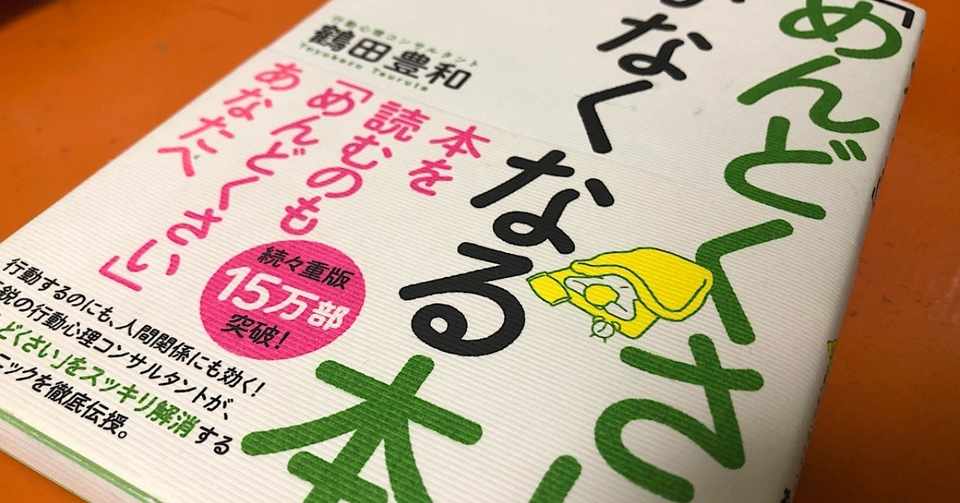 「めんどくさ
なくなる本
行動心理コンサルタント
鶴田豊和
Toyokazu Tsuruta
本を
読むのも
「めんどくさい」
あなたへ
続々重版
15万部
突破!
行動するのにも、人間関係にも効く!
鋭の行動心理コンサルタントが、
どくさい」をスッキリ解消する
ニックを徹底伝授。